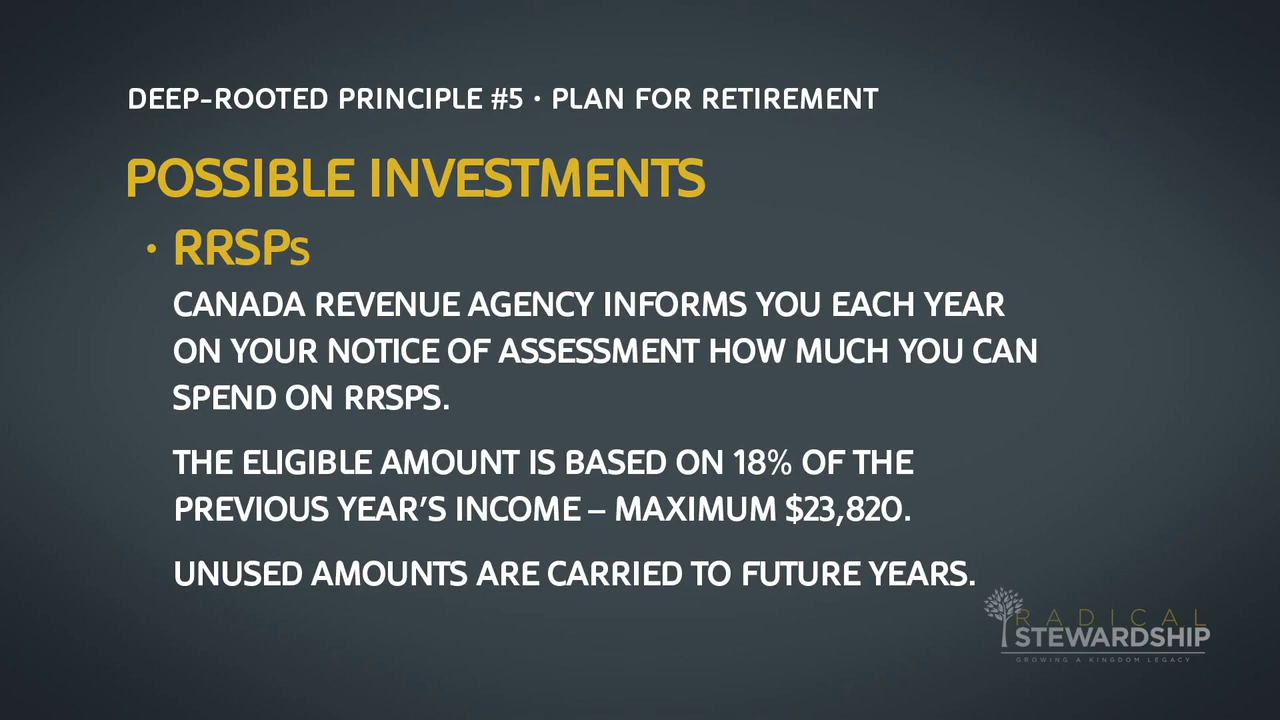 DEEP-ROOTED PRINCIPLE #5 · PLAN FOR RETIREMENT
POSSIBLE INVESTMENTS
· RRSPs
CANADA REVENUE AGENCY INFORMS YOU EACH YEAR
ON YOUR NOTICE OF ASSESSMENT HOW MUCH YOU CAN
SPEND ON RRSPS.
THE ELIGIBLE AMOUNT IS BASED ON 18% OF THE
PREVIOUS YEAR’S INCOME – MAXIMUM $23,820.
UNUSED AMOUNTS ARE CARRIED TO FUTURE YEARS.
RADICAL
STEWARDSHIP
GROWING A KINGDOM LEGACY